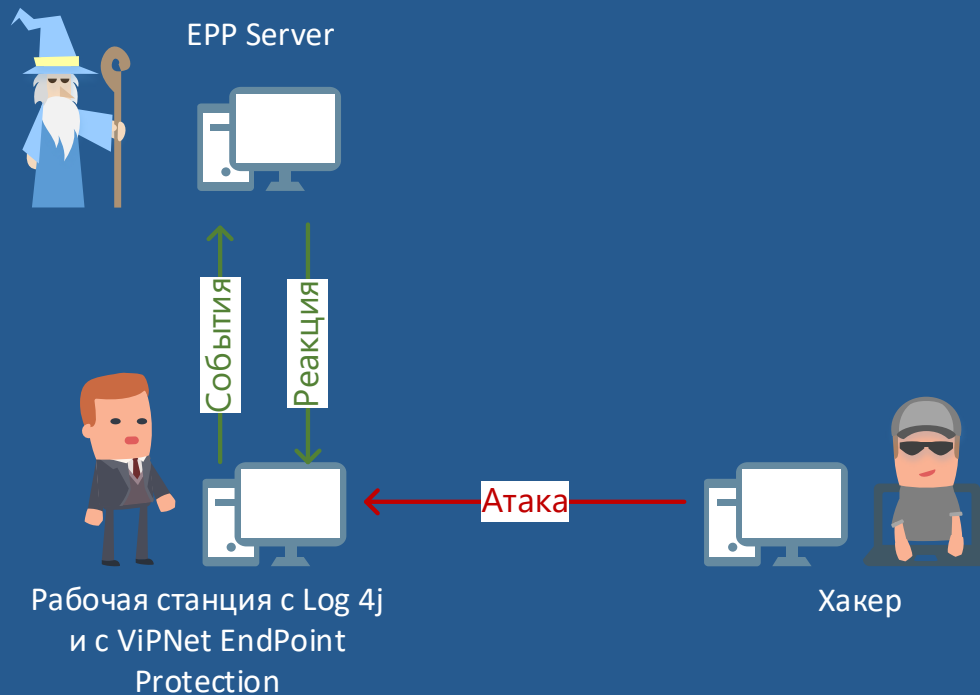 EPP Server
События
Реакция
Атака
Рабочая станция с Log 4j
и с ViPNet EndPoint
Protection
Хакер